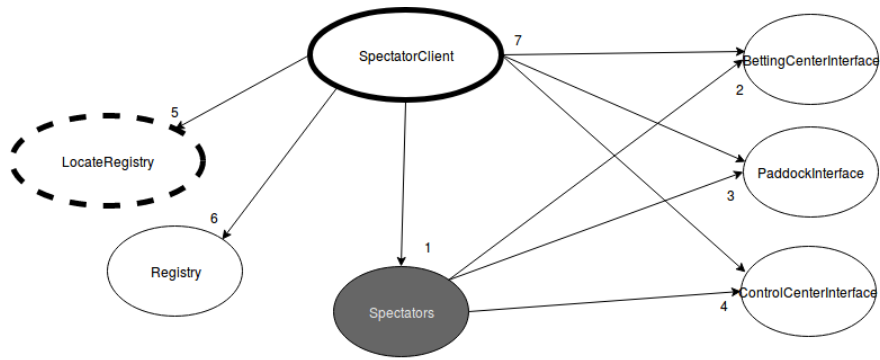 7
SpectatorClient
BettingCenterInterface
2
5
LocateRegistry
PaddockInterface
3
6
Registry
1
ControlCenterInterface
4
Spectators